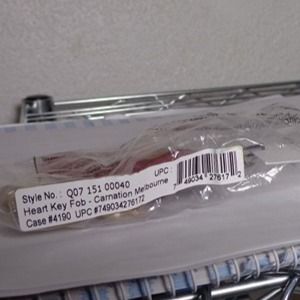 Style No.: Q07 151 00040
Heart Key Fob - Carnation Melbourne
Case #4190 UPC #749034276172
UPC:
7 49034 27617 2